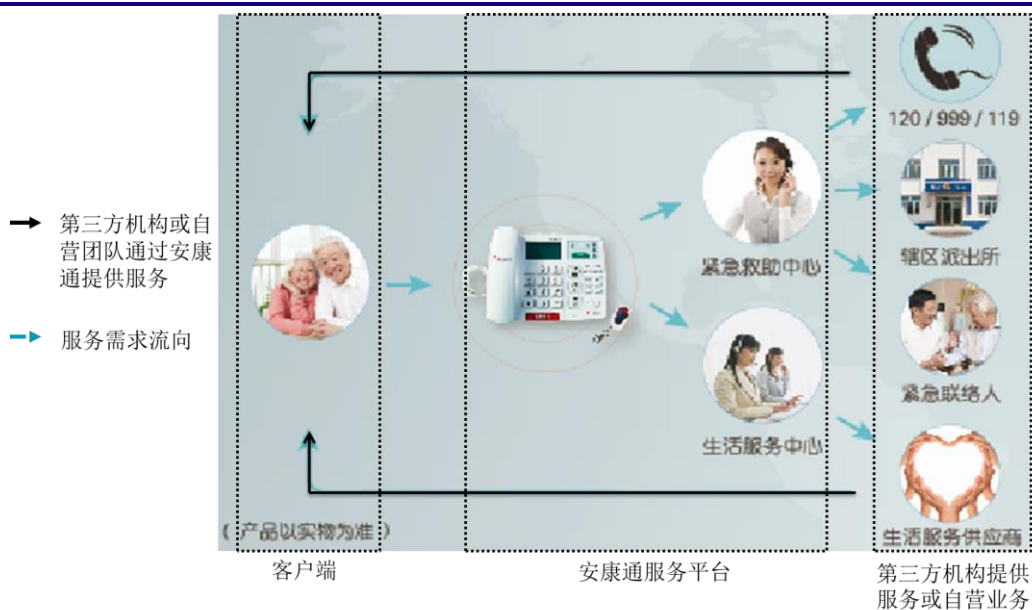 120 / 999 / 119
第三方机构或自
营团队通过安康
通提供服务
紧急救助中心
辖区派出所
服务需求流向
紧急联络人
生活服务中心
( 产品以实物为准 )
生活服务供应商
客户端
安康通服务平台
第三方机构提供
服务或自营业务